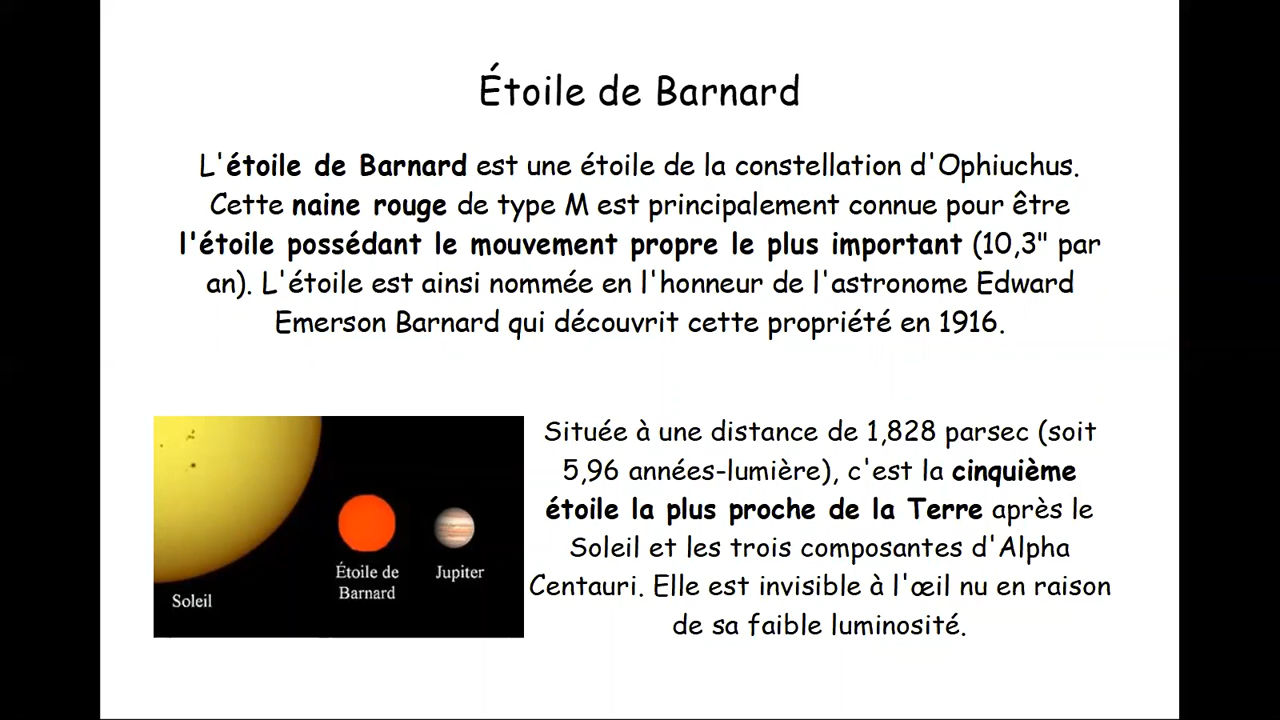 Étoile de Barnard
L'étoile de Barnard est une étoile de la constellation d'Ophiuchus.
Cette naine rouge de type M est principalement connue pour être
l'étoile possédant le mouvement propre le plus important (10,3" par
an). L'étoile est ainsi nommée en l'honneur de l'astronome Edward
Emerson Barnard qui découvrit cette propriété en 1916.
Soleil
Étoile de
Barnard
Jupiter
Située à une distance de 1,828 parsec (soit
5,96 années-lumière), c'est la cinquième
étoile la plus proche de la Terre après le
Soleil et les trois composantes d'Alpha
Centauri. Elle est invisible à l'œil nu en raison
de sa faible luminosité.